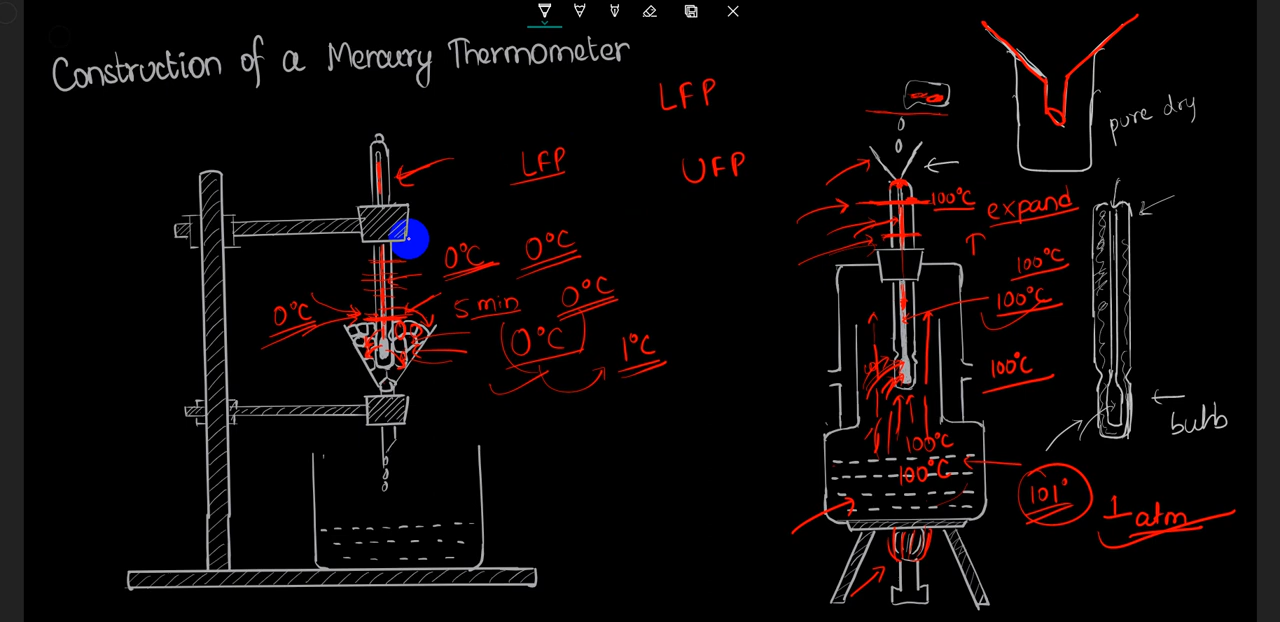 Construction of a Mercury Thermometer
LFP
UFP
LFP
pure dry
100°C
expand
0°C
0°C
0°C
5 min
0°C
(0°C)
1°C
100°C
100°C
100°C
100°C
100°C
101°
1 atm
bulb